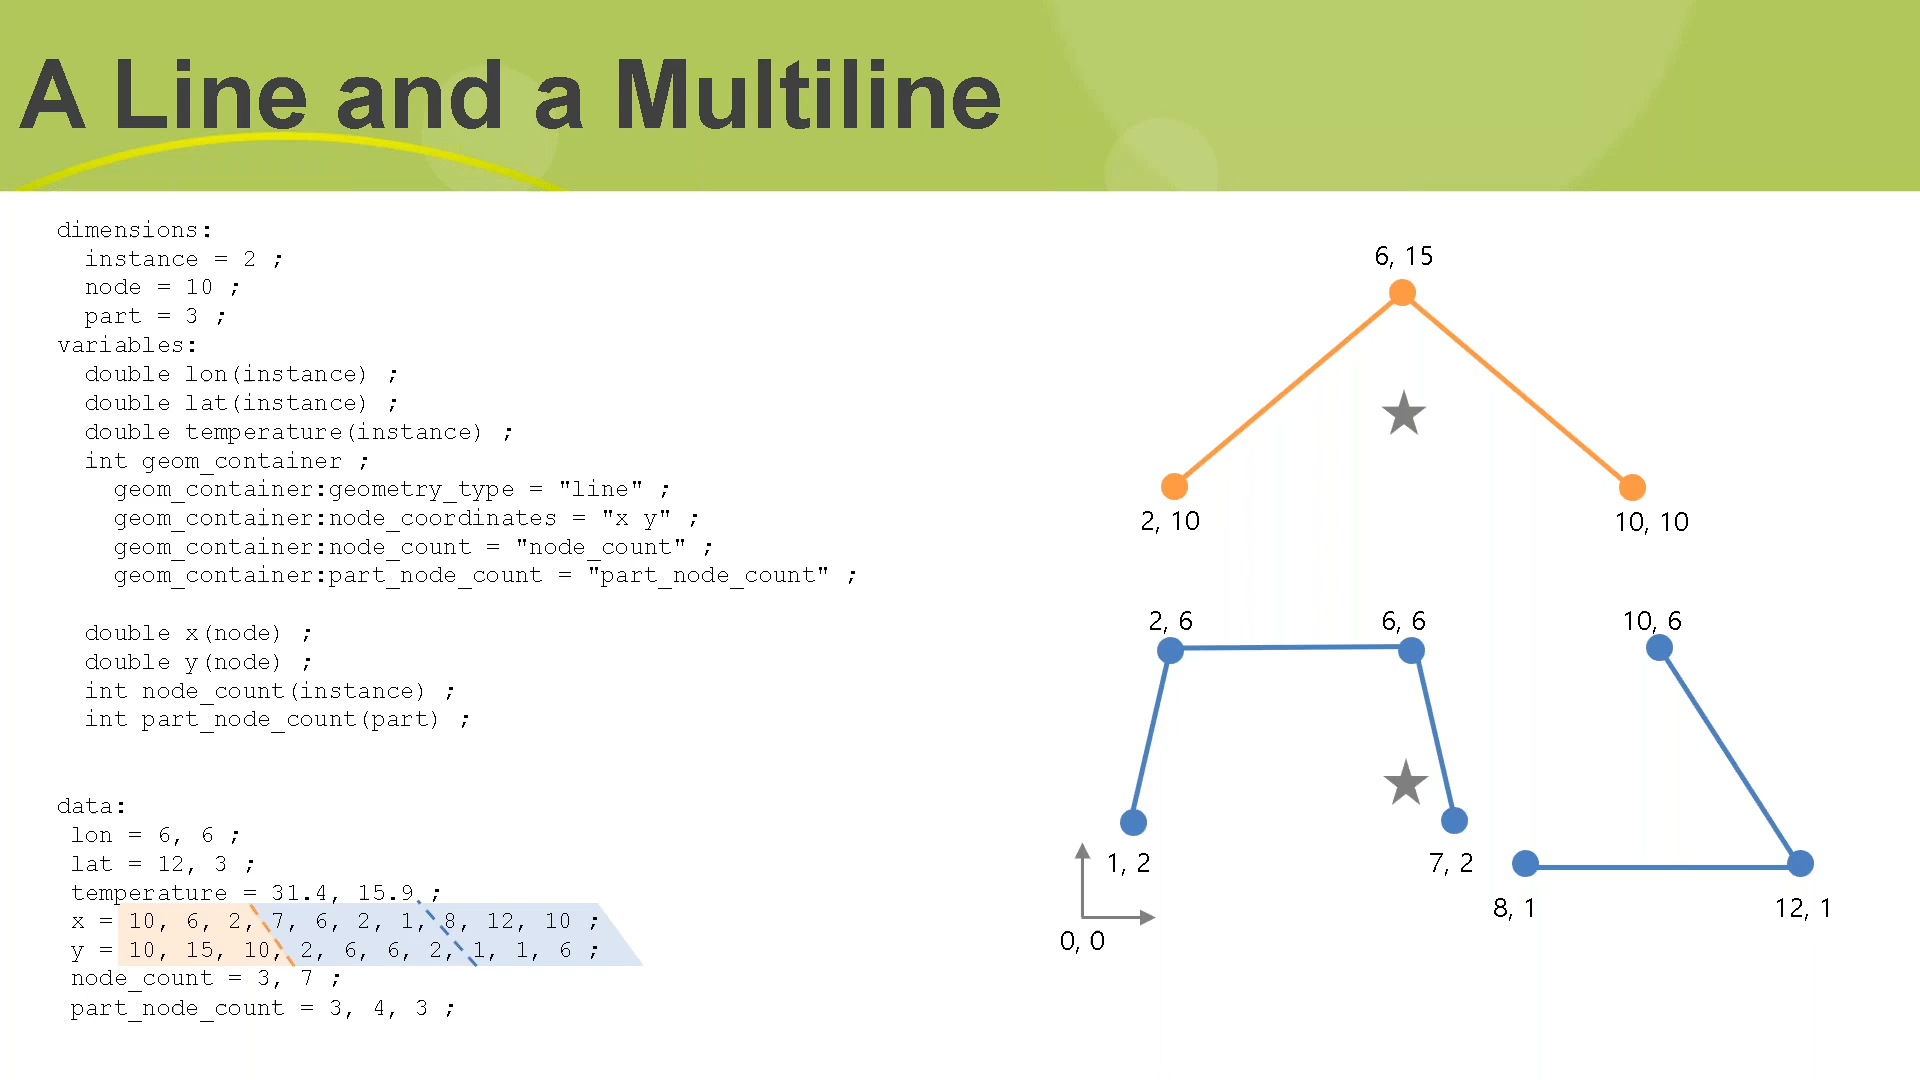 A Line and a Multiline
dimensions:
instance = 2 ;
node = 10 ;
part = 3 ;
variables:
double lon(instance) ;
double lat(instance) ;
double temperature(instance) ;
int geom_container ;
geom_container:geometry_type = "line" ;
geom_container:node_coordinates = "x y" ;
geom_container:node_count = "node_count" ;
geom_container:part_node_count = "part_node_count" ;
double x(node) ;
double y(node) ;
int node_count(instance) ;
int part_node_count(part) ;
data:
lon = 6, 6 ;
lat = 12, 3 ;
temperature = 31.4, 15.9 ;
x = 10, 6, 2, 7, 6, 2, 1, 8, 12, 10 ;
y = 10, 15, 10, 2, 6, 6, 2, 1, 1, 6 ;
node_count = 3, 7 ;
part_node_count = 3, 4, 3 ;
6, 15
2, 10
10, 10
2, 6
6, 6
10, 6
1, 2
7, 2
8, 1
12, 1
0, 0